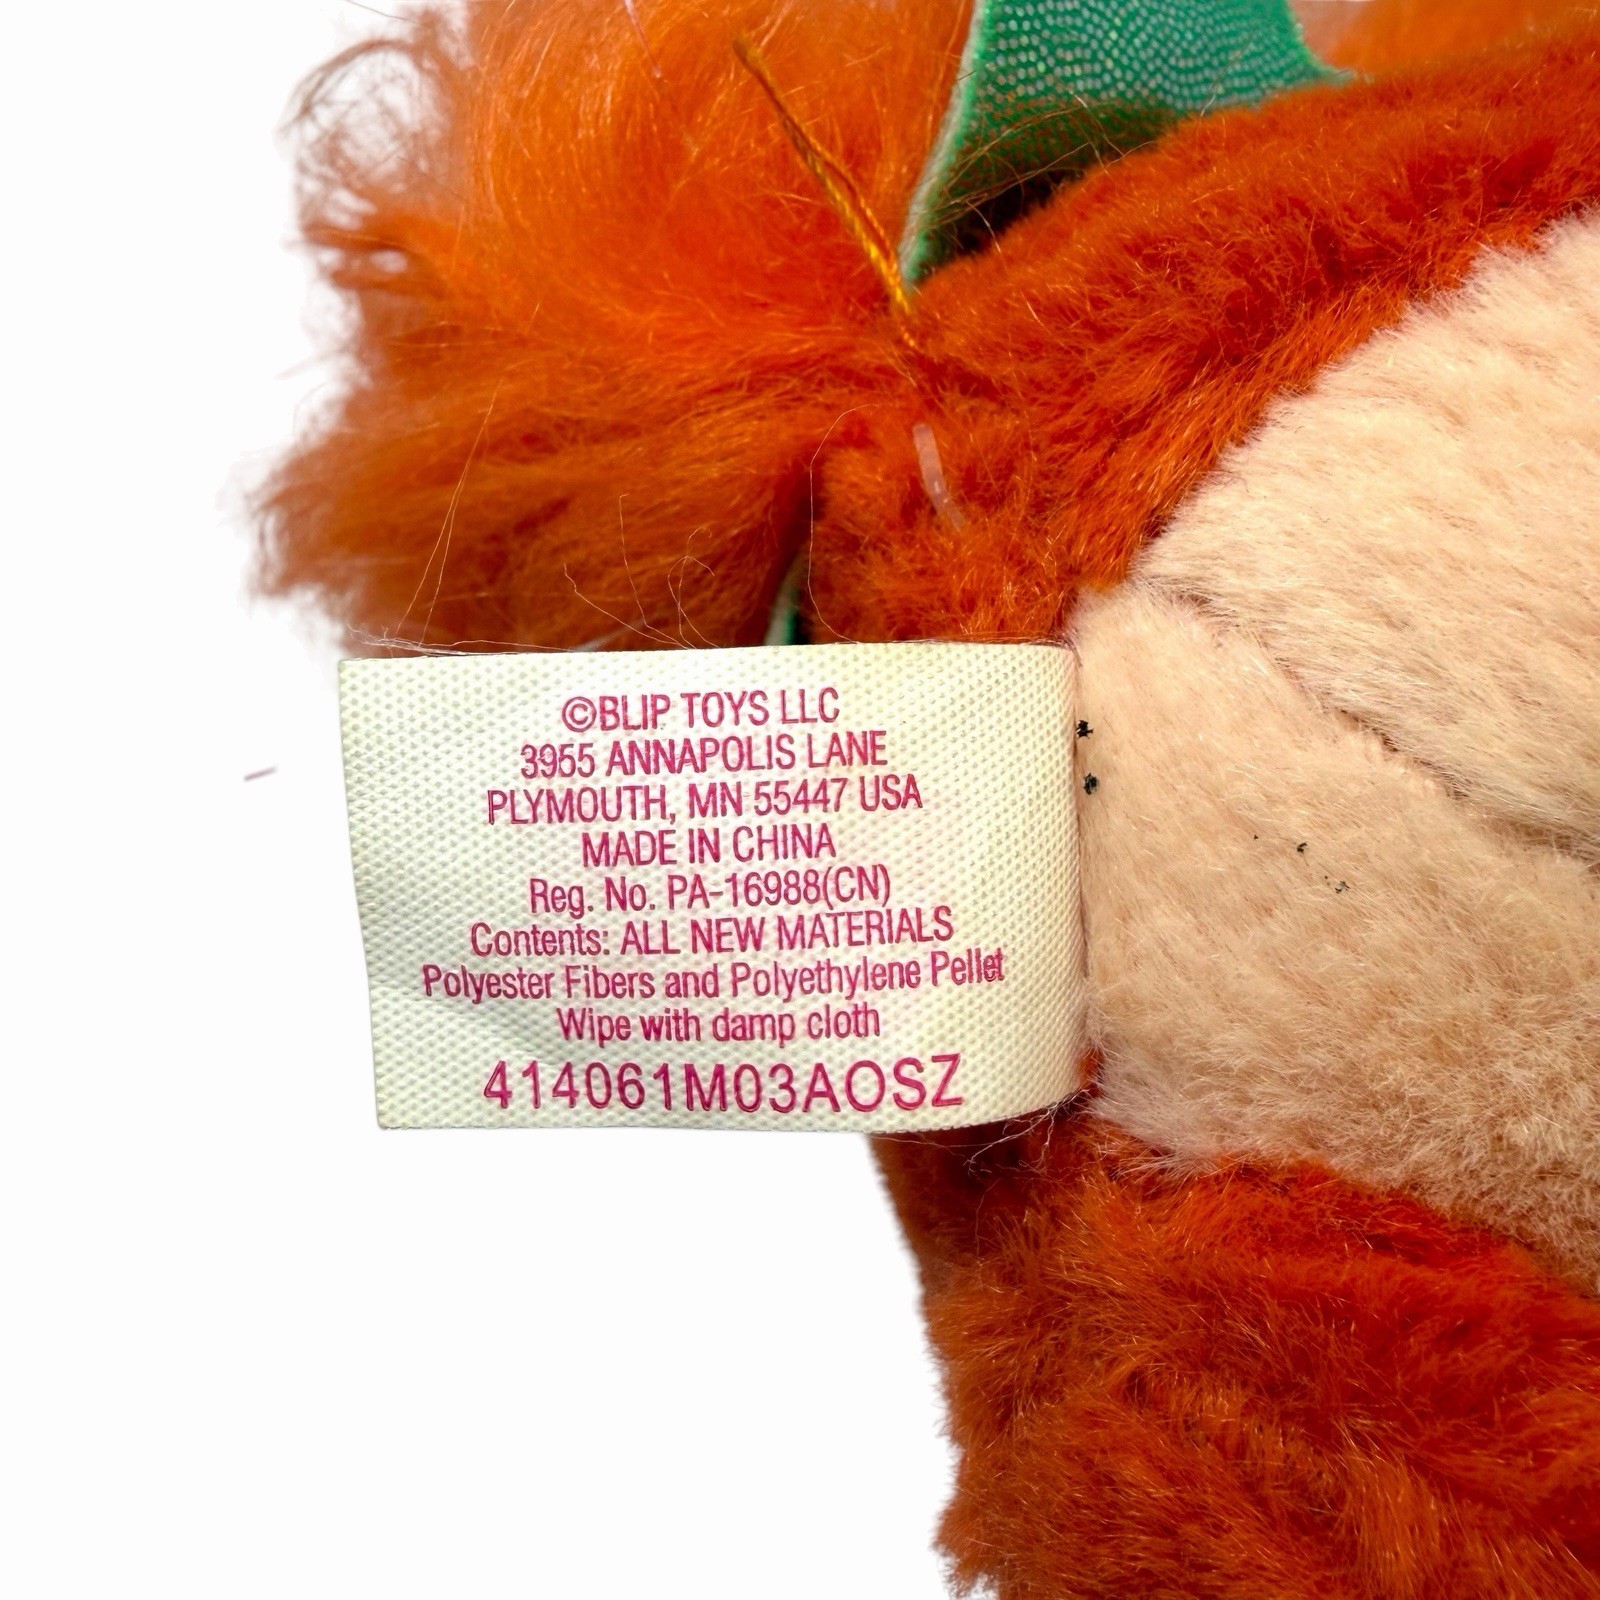 ©BLIP TOYS LLC
3955 ANNAPOLIS LANE
PLYMOUTH, MN 55447 USA
MADE IN CHINA
Reg. No. PA-16988(CN)
Contents: ALL NEW MATERIALS
Polyester Fibers and Polyethylene Pellet
Wipe with damp cloth
414061M03AOSZ